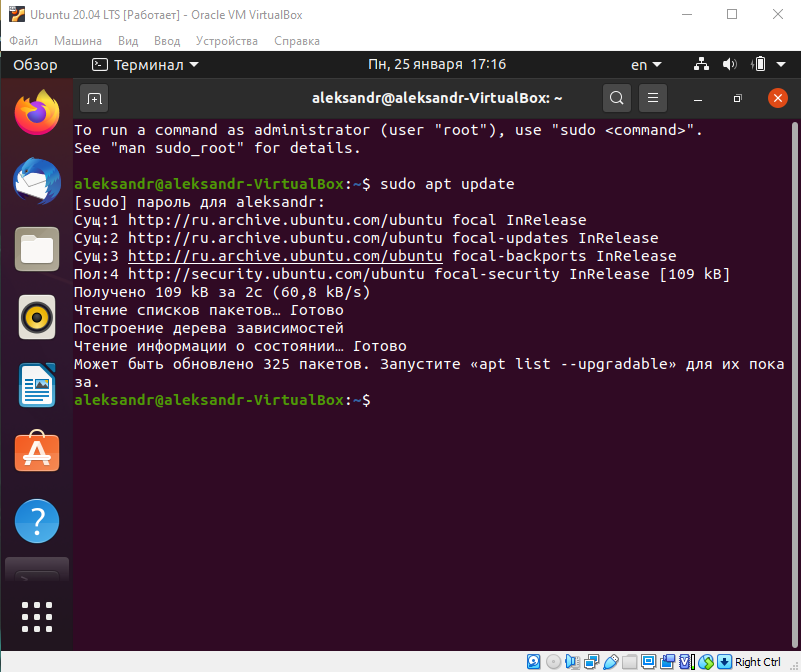 Ubuntu 20.04 LTS [Работает] - Oracle VM VirtualBox
Файл Машина Вид Ввод Устройства Справка
Обзор Терминал Пн, 25 января 17:16 en
aleksandr@aleksandr-VirtualBox: ~
To run a command as administrator (user "root"), use "sudo <command>".
See "man sudo_root" for details.
aleksandr@aleksandr-VirtualBox:~$ sudo apt update
[sudo] пароль для aleksandr:
Сущ:1 http://ru.archive.ubuntu.com/ubuntu focal InRelease
Сущ:2 http://ru.archive.ubuntu.com/ubuntu focal-updates InRelease
Сущ:3 http://ru.archive.ubuntu.com/ubuntu focal-backports InRelease
Пол:4 http://security.ubuntu.com/ubuntu focal-security InRelease [109 kB]
Получено 109 kB за 2с (60,8 kB/s)
Чтение списков пакетов… Готово
Построение дерева зависимостей
Чтение информации о состоянии… Готово
Может быть обновлено 325 пакетов. Запустите «apt list --upgradable» для их пока
за.
aleksandr@aleksandr-VirtualBox:~$
Right Ctrl